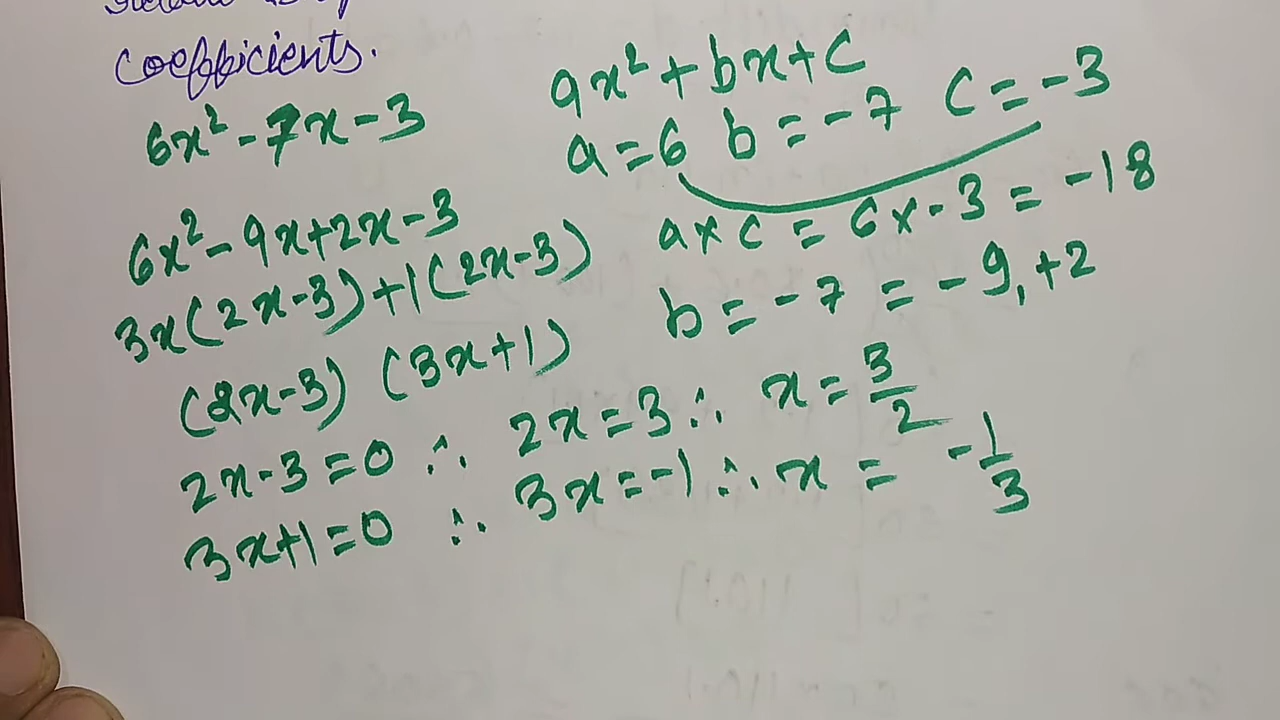 coefficients.
6x² - 7x - 3
6x² - 9x + 2x - 3
3x(2x-3)+1(2x-3)
(2x-3) (3x+1)
2x-3=0 ∴ 2x=3 ∴ x = 3/2
3x+1=0 ∴ 3x=-1 ∴ x = -1/3
ax² + bx + c
a=6 b=-7 c=-3
a×c = 6×-3 = -18
b = -7 = -9, +2